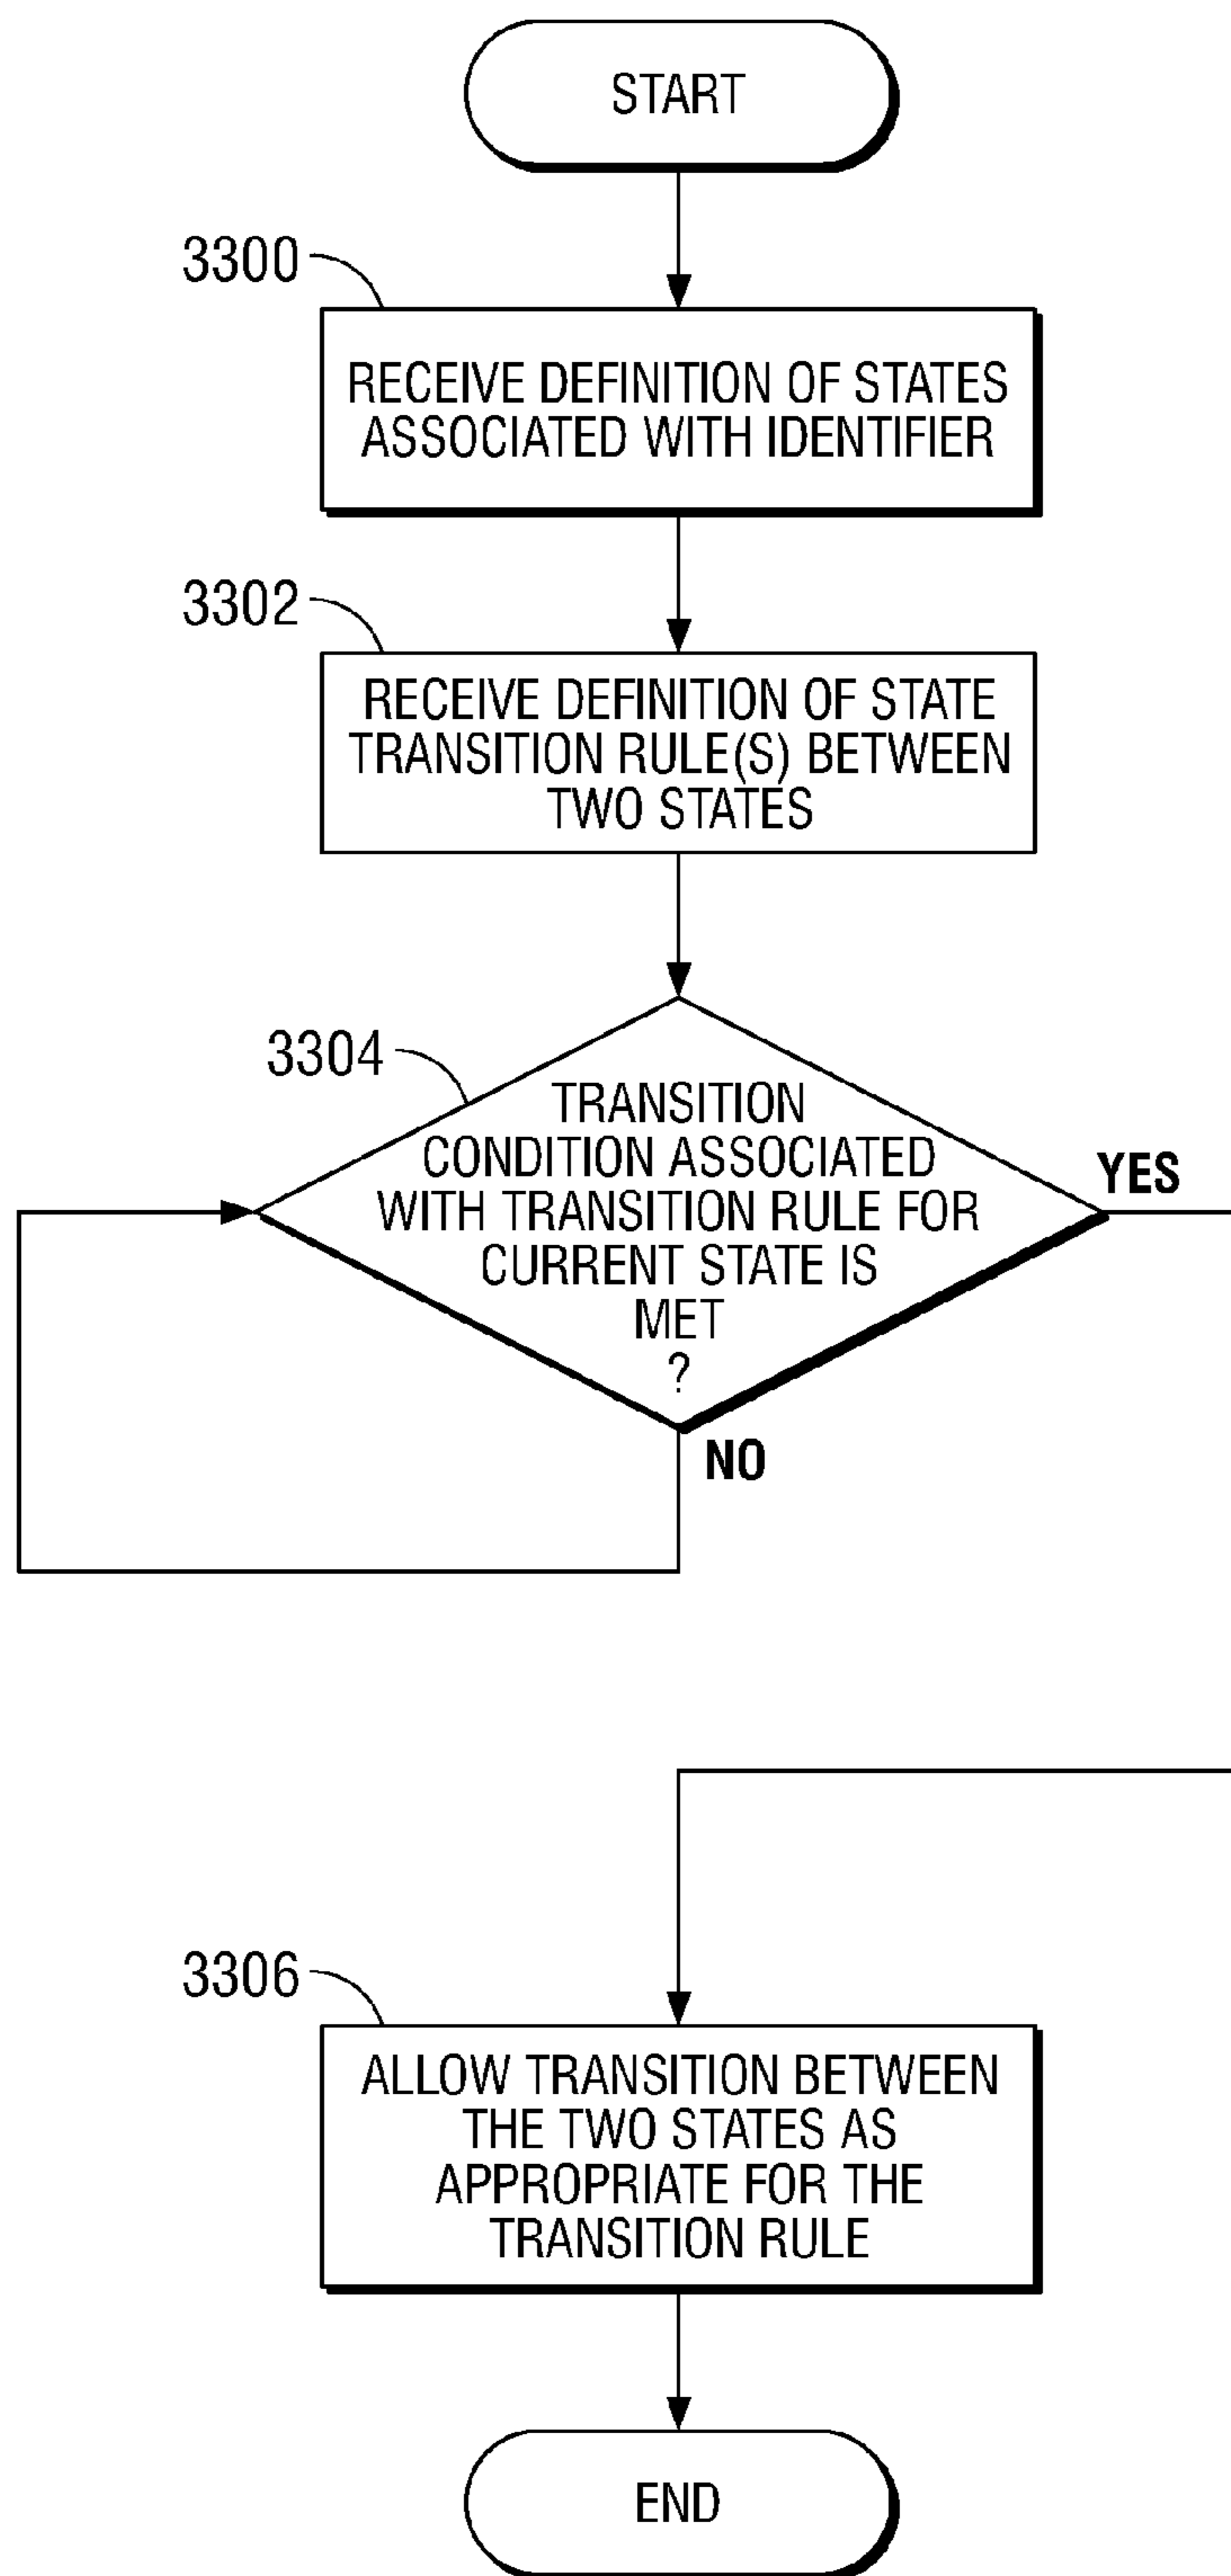 START
3300
RECEIVE DEFINITION OF STATES
ASSOCIATED WITH IDENTIFIER
3302
RECEIVE DEFINITION OF STATE
TRANSITION RULE(S) BETWEEN
TWO STATES
3304
TRANSITION
CONDITION ASSOCIATED
WITH TRANSITION RULE FOR
CURRENT STATE IS
MET
?
YES
NO
3306
ALLOW TRANSITION BETWEEN
THE TWO STATES AS
APPROPRIATE FOR THE
TRANSITION RULE
END